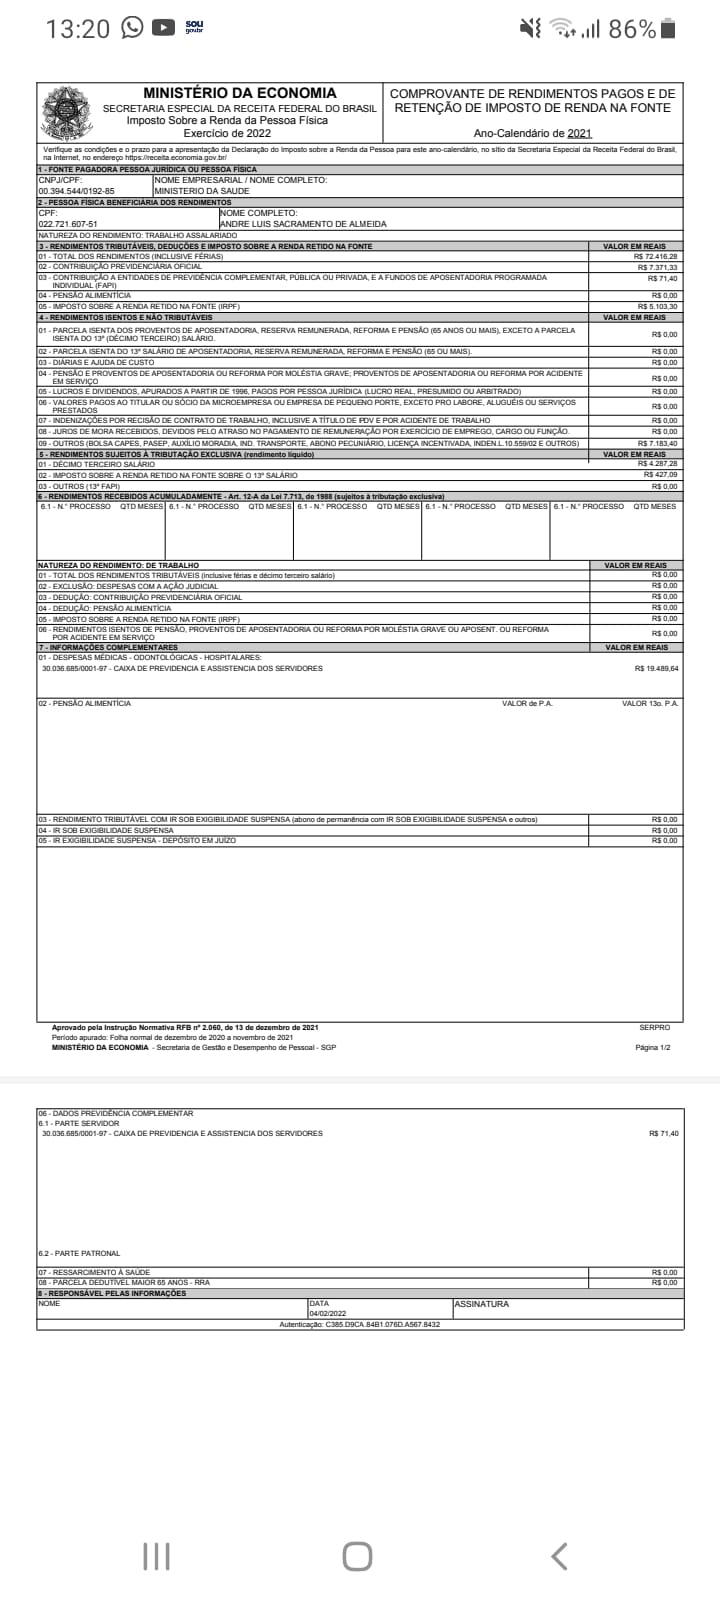 13:20
sou
gov.br
86%
MINISTÉRIO DA ECONOMIA
SECRETARIA ESPECIAL DA RECEITA FEDERAL DO BRASIL
Imposto Sobre a Renda da Pessoa Física
Exercício de 2022
COMPROVANTE DE RENDIMENTOS PAGOS E DE
RETENÇÃO DE IMPOSTO DE RENDA NA FONTE
Ano-Calendário de 2021
Verifique as condições e o prazo para a apresentação da Declaração do Imposto sobre a Renda da Pessoa para este ano-calendário, no sítio da Secretaria Especial da Receita Federal do Brasil,
na Internet, no endereço https://receita.economia.gov.br/
1 - FONTE PAGADORA PESSOA JURÍDICA OU PESSOA FÍSICA
CNPJ/CPF: NOME EMPRESARIAL / NOME COMPLETO:
00.394.544/0192-85 MINISTERIO DA SAUDE
2 - PESSOA FÍSICA BENEFICIÁRIA DOS RENDIMENTOS
CPF: NOME COMPLETO:
022.721.607-51 ANDRE LUIS SACRAMENTO DE ALMEIDA
NATUREZA DO RENDIMENTO: TRABALHO ASSALARIADO
3 - RENDIMENTOS TRIBUTÁVEIS, DEDUÇÕES E IMPOSTO SOBRE A RENDA RETIDO NA FONTE VALOR EM REAIS
01 - TOTAL DOS RENDIMENTOS (INCLUSIVE FÉRIAS) R$ 72.416,28
02 - CONTRIBUIÇÃO PREVIDENCIÁRIA OFICIAL R$ 7.371,33
03 - CONTRIBUIÇÃO A ENTIDADES DE PREVIDÊNCIA COMPLEMENTAR, PÚBLICA OU PRIVADA, E A FUNDOS DE APOSENTADORIA PROGRAMADA
INDIVIDUAL (FAPI) R$ 71,40
04 - PENSÃO ALIMENTÍCIA R$ 0,00
05 - IMPOSTO SOBRE A RENDA RETIDO NA FONTE (IRPF) R$ 5.103,30
4 - RENDIMENTOS ISENTOS E NÃO TRIBUTÁVEIS VALOR EM REAIS
01 - PARCELA ISENTA DOS PROVENTOS DE APOSENTADORIA, RESERVA REMUNERADA, REFORMA E PENSÃO (65 ANOS OU MAIS), EXCETO A PARCELA
ISENTA DO 13º (DÉCIMO TERCEIRO) SALÁRIO. R$ 0,00
02 - PARCELA ISENTA DO 13º SALÁRIO DE APOSENTADORIA, RESERVA REMUNERADA, REFORMA E PENSÃO (65 OU MAIS). R$ 0,00
03 - DIÁRIAS E AJUDA DE CUSTO R$ 0,00
04 - PENSÃO E PROVENTOS DE APOSENTADORIA OU REFORMA POR MOLÉSTIA GRAVE; PROVENTOS DE APOSENTADORIA OU REFORMA POR ACIDENTE
EM SERVIÇO R$ 0,00
05 - LUCROS E DIVIDENDOS, APURADOS A PARTIR DE 1996, PAGOS POR PESSOA JURÍDICA (LUCRO REAL, PRESUMIDO OU ARBITRADO) R$ 0,00
06 - VALORES PAGOS AO TITULAR OU SÓCIO DA MICROEMPRESA OU EMPRESA DE PEQUENO PORTE, EXCETO PRO LABORE, ALUGUÉIS OU SERVIÇOS
PRESTADOS R$ 0,00
07 - INDENIZAÇÕES POR RECISÃO DE CONTRATO DE TRABALHO, INCLUSIVE A TÍTULO DE PDV E POR ACIDENTE DE TRABALHO R$ 0,00
08 - JUROS DE MORA RECEBIDOS, DEVIDOS PELO ATRASO NO PAGAMENTO DE REMUNERAÇÃO POR EXERCÍCIO DE EMPREGO, CARGO OU FUNÇÃO. R$ 0,00
09 - OUTROS (BOLSA CAPES, PASEP, AUXÍLIO MORADIA, IND. TRANSPORTE, ABONO PECUNIÁRIO, LICENÇA INCENTIVADA, INDEN.L.10.559/02 E OUTROS) R$ 7.183,40
5 - RENDIMENTOS SUJEITOS À TRIBUTAÇÃO EXCLUSIVA (rendimento líquido) VALOR EM REAIS
01 - DÉCIMO TERCEIRO SALÁRIO R$ 4.287,28
02 - IMPOSTO SOBRE A RENDA RETIDO NA FONTE SOBRE O 13º SALÁRIO R$ 427,09
03 - OUTROS (13º FAPI) R$ 0,00
6 - RENDIMENTOS RECEBIDOS ACUMULADAMENTE - Art. 12-A da Lei 7.713, de 1988 (sujeitos à tributação exclusiva)
6.1 - N.º PROCESSO QTD MESES 6.1 - N.º PROCESSO QTD MESES 6.1 - N.º PROCESSO QTD MESES 6.1 - N.º PROCESSO QTD MESES 6.1 - N.º PROCESSO QTD MESES
NATUREZA DO RENDIMENTO: DE TRABALHO VALOR EM REAIS
01 - TOTAL DOS RENDIMENTOS TRIBUTÁVEIS (inclusive férias e décimo terceiro salário) R$ 0,00
02 - EXCLUSÃO: DESPESAS COM A AÇÃO JUDICIAL R$ 0,00
03 - DEDUÇÃO: CONTRIBUIÇÃO PREVIDENCIÁRIA OFICIAL R$ 0,00
04 - DEDUÇÃO: PENSÃO ALIMENTÍCIA R$ 0,00
05 - IMPOSTO SOBRE A RENDA RETIDO NA FONTE (IRPF) R$ 0,00
06 - RENDIMENTOS ISENTOS DE PENSÃO, PROVENTOS DE APOSENTADORIA OU REFORMA POR MOLÉSTIA GRAVE OU APOSENT. OU REFORMA
POR ACIDENTE EM SERVIÇO R$ 0,00
7 - INFORMAÇÕES COMPLEMENTARES VALOR EM REAIS
01 - DESPESAS MÉDICAS - ODONTOLÓGICAS - HOSPITALARES:
30.036.685/0001-97 - CAIXA DE PREVIDENCIA E ASSISTENCIA DOS SERVIDORES R$ 19.489,64
02 - PENSÃO ALIMENTÍCIA VALOR de P.A. VALOR 13o. P.A.
03 - RENDIMENTO TRIBUTÁVEL COM IR SOB EXIGIBILIDADE SUSPENSA (abono de permanência com IR SOB EXIGIBILIDADE SUSPENSA e outros) R$ 0,00
04 - IR SOB EXIGIBILIDADE SUSPENSA R$ 0,00
05 - IR EXIGIBILIDADE SUSPENSA - DEPÓSITO EM JUÍZO R$ 0,00
Aprovado pela Instrução Normativa RFB nº 2.060, de 13 de dezembro de 2021 SERPRO
Período apurado: Folha normal de dezembro de 2020 a novembro de 2021
MINISTÉRIO DA ECONOMIA - Secretaria de Gestão e Desempenho de Pessoal - SGP Página 1/2
06 - DADOS PREVIDÊNCIA COMPLEMENTAR
6.1 - PARTE SERVIDOR
30.036.685/0001-97 - CAIXA DE PREVIDENCIA E ASSISTENCIA DOS SERVIDORES R$ 71,40
6.2 - PARTE PATRONAL
07 - RESSARCIMENTO À SAÚDE R$ 0,00
08 - PARCELA DEDUTÍVEL MAIOR 65 ANOS - RRA R$ 0,00
8 - RESPONSÁVEL PELAS INFORMAÇÕES
NOME DATA ASSINATURA
04/02/2022
Autenticação: C385.D9CA.84B1.076D.A567.8432